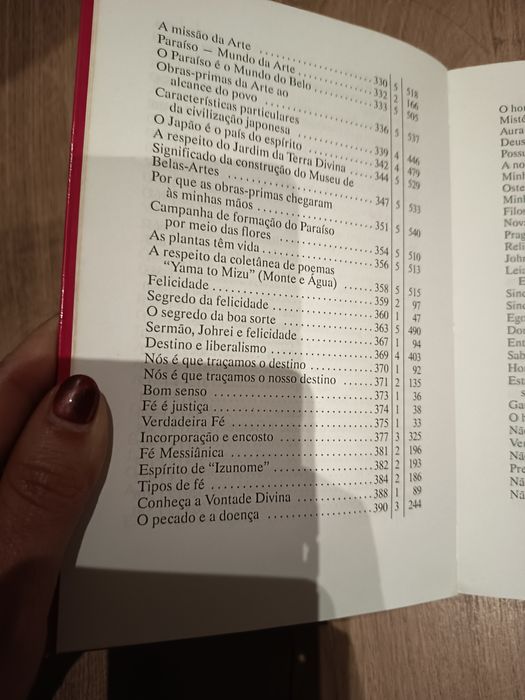 A missão da Arte ........ 330 | 5 | 518
Paraíso — Mundo da Arte ........ 332 | 2 | 166
O Paraíso é o Mundo do Belo ........ 333 | 5 | 505
Obras-primas da Arte ao
alcance do povo ........ 336 | 5 | 537
Características particulares
da civilização japonesa ........ 339 | 4 | 446
O Japão é o país do espírito ........ 342 | 4 | 479
A respeito do Jardim da Terra Divina ........ 344 | 5 | 529
Significado da construção do Museu de
Belas-Artes ........ 347 | 5 | 533
Por que as obras-primas chegaram
às minhas mãos ........ 351 | 5 | 540
Campanha de formação do Paraíso
por meio das flores ........ 354 | 5 | 510
As plantas têm vida ........ 356 | 5 | 513
A respeito da coletânea de poemas
"Yama to Mizu" (Monte e Água) ........ 358 | 5 | 515
Felicidade ........ 359 | 2 | 97
Segredo da felicidade ........ 360 | 1 | 47
O segredo da boa sorte ........ 363 | 5 | 490
Sermão, Johrei e felicidade ........ 367 | 1 | 94
Destino e liberalismo ........ 369 | 4 | 403
Nós é que traçamos o destino ........ 370 | 1 | 92
Nós é que traçamos o nosso destino ........ 371 | 2 | 135
Bom senso ........ 373 | 1 | 36
Fé é justiça ........ 374 | 1 | 38
Verdadeira Fé ........ 375 | 1 | 33
Incorporação e encosto ........ 377 | 3 | 325
Fé Messiânica ........ 381 | 2 | 196
Espírito de "Izunome" ........ 382 | 2 | 193
Tipos de fé ........ 384 | 2 | 186
Conheça a Vontade Divina ........ 388 | 1 | 89
O pecado e a doença ........ 390 | 3 | 244